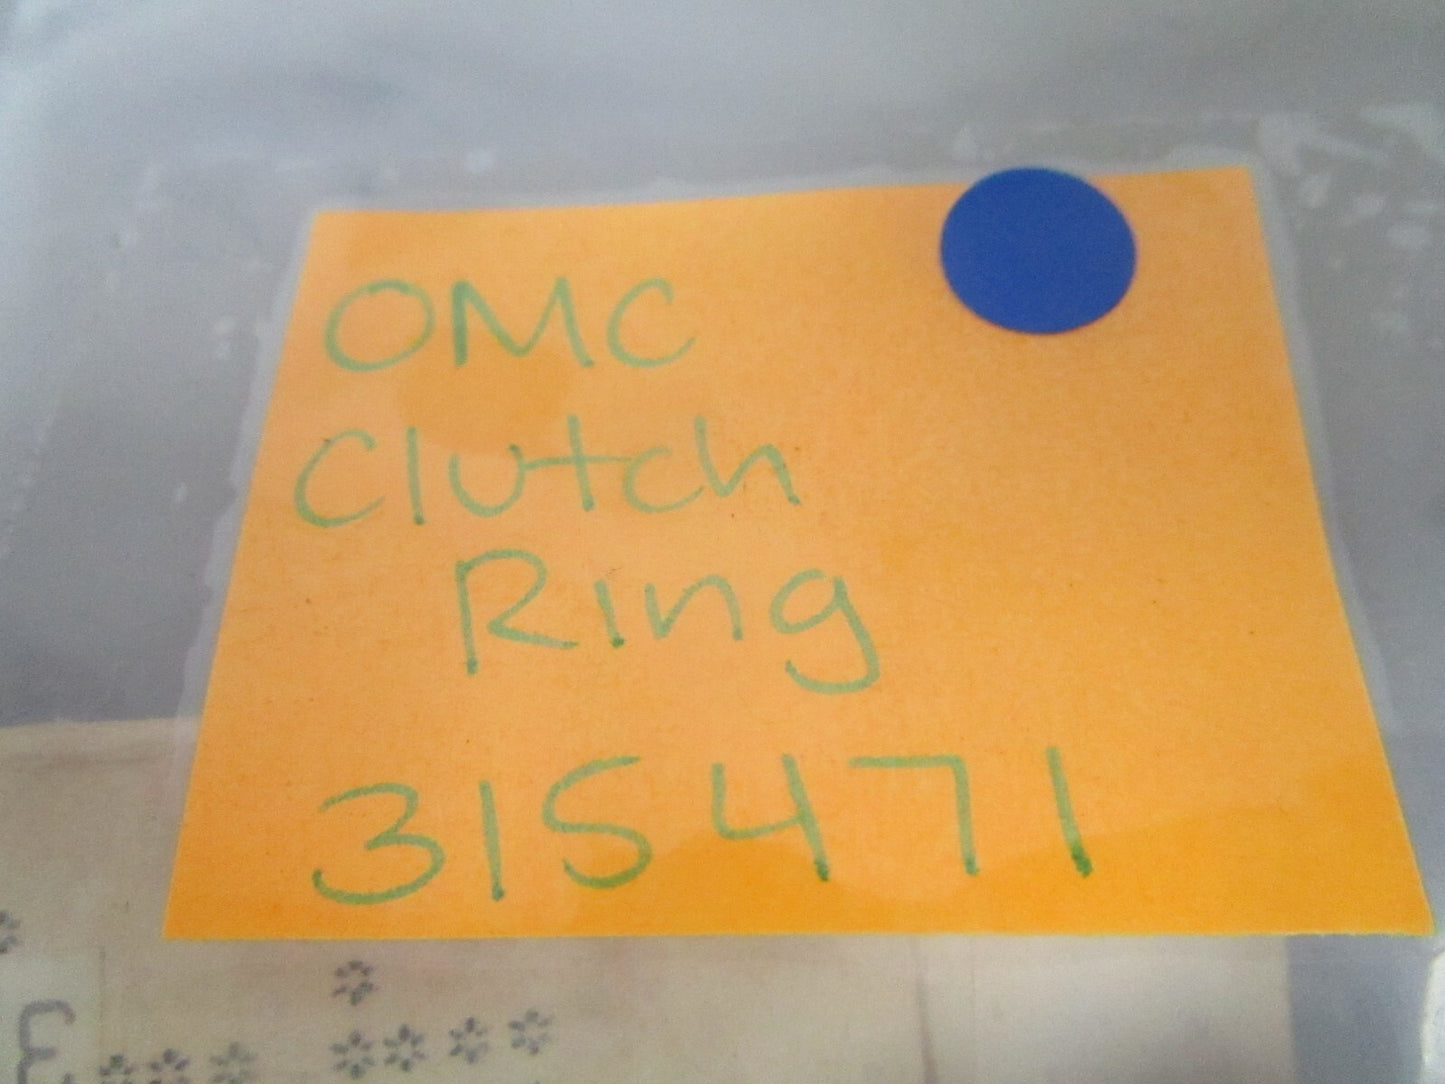 OMC
Clutch
Ring
315471